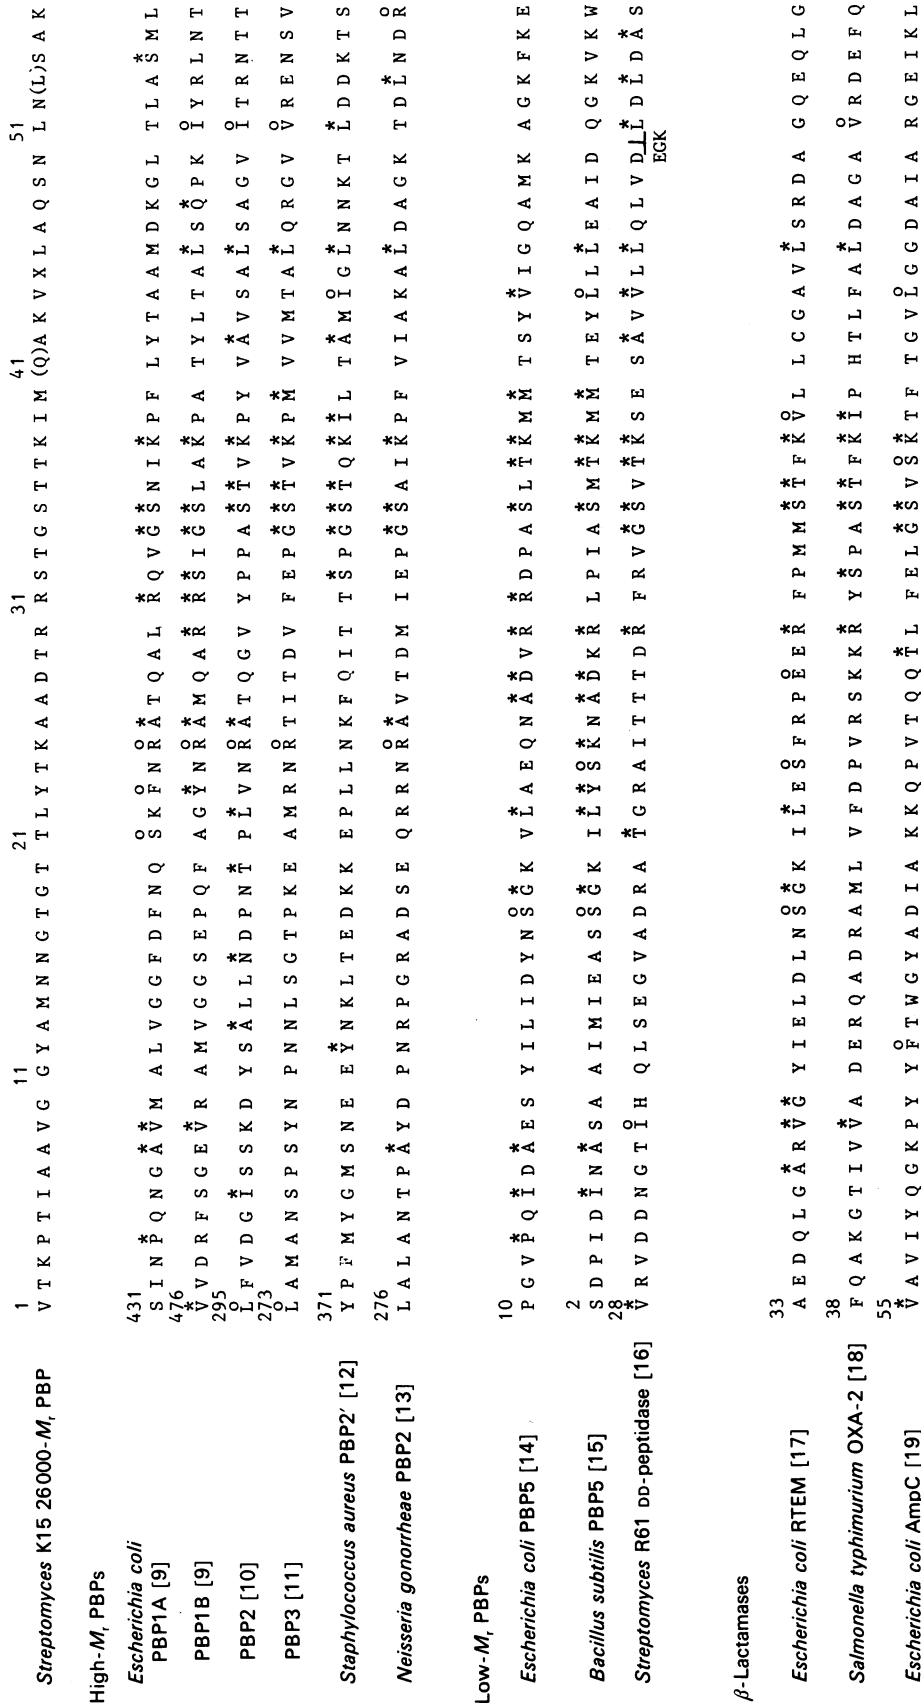 1 11 21 31 41 51
Streptomyces K15 26000-Mr PBP V T K P T I A A V G G Y A M N N G T G T T L Y T K A A D T R R S T G S T T K I M (Q)A K V X L A Q S N L N(L)S A K
High-Mr PBPs
Escherichia coli
431
PBP1A [9] S I N P Q N G A V M A L V G G F D F N Q S K F N R A T Q A L R Q V G S N I K P F L Y T A A M D K G L T L A S M L
476
PBP1B [9] V V D R F S G E V R A M V G G S E P Q F A G Y N R A M Q A R R S I G S L A K P A T Y L T A L S Q P K I Y R L N T
295
PBP2 [10] L F V D G I S S K D Y S A L L N D P N T P L V N R A T Q G V Y P P A S T V K P Y V A V S A L S A G V I T R N T T
273
PBP3 [11] L A M A N S P S Y N P N N L S G T P K E A M R N R T I T D V F E P G S T V K P M V V M T A L Q R G V V R E N S V
371
Staphylococcus aureus PBP2′ [12] Y P F M Y G M S N E E Y N K L T E D K K E P L L N K F Q I T T S P G S T Q K I L T A M I G L N N K T L D D K T S
276
Neisseria gonorrheae PBP2 [13] L A L A N T P A Y D P N R P G R A D S E Q R R N R A V T D M I E P G S A I K P F V I A K A L D A G K T D L N D R
Low-Mr PBPs
10
Escherichia coli PBP5 [14] P G V P Q I D A E S Y I L I D Y N S G K V L A E Q N A D V R R D P A S L T K M M T S Y V I G Q A M K A G K F K E
2
Bacillus subtilis PBP5 [15] S D P I D I N A S A A I M I E A S S G K I L Y S K N A D K R L P I A S M T K M M T E Y L L L E A I D Q G K V K W
28
Streptomyces R61 DD-peptidase [16] V R V D D N G T I H Q L S E G V A D R A T G R A I T T T D R F R V G S V T K S E S A V V L L Q L V D L D L D A S
EGK
β-Lactamases
33
Escherichia coli RTEM [17] A E D Q L G A R V G Y I E L D L N S G K I L E S F R P E E R F P M M S T F K V L L C G A V L S R D A G Q E Q L G
38
Salmonella typhimurium OXA-2 [18] F Q A K G T I V V A D E R Q A D R A M L V F D P V R S K K R Y S P A S T F K I P H T L F A L D A G A V R D E F Q
55
Escherichia coli AmpC [19] V A V I Y Q G K P Y Y F T W G Y A D I A K K Q P V T Q Q T L F E L G S V S K T F T G V L G G D A I A R G E I K L